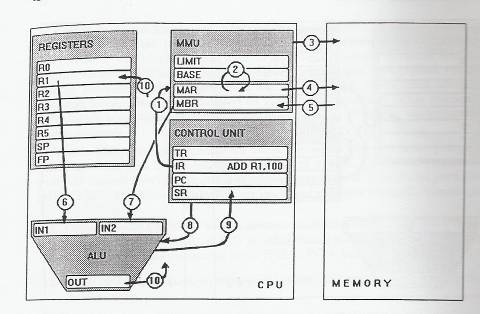 REGISTERS
R0
R1
R2
R3
R4
R5
SP
FP
MMU
LIMIT
BASE
MAR
MBR
CONTROL UNIT
TR
IR ADD R1,100
PC
SR
IN1
IN2
ALU
OUT
CPU
MEMORY
1
2
3
4
5
6
7
8
9
10
10